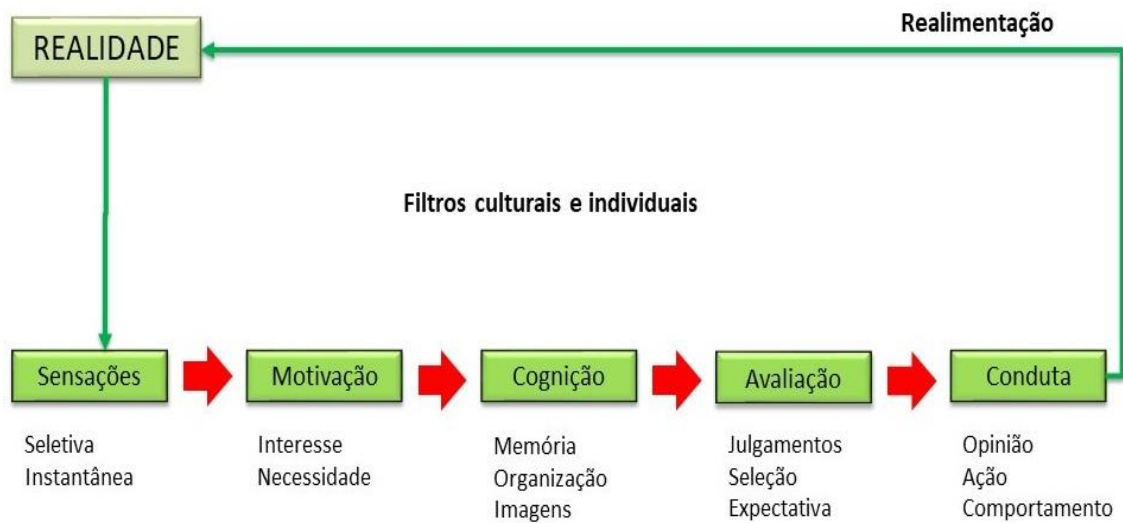 Realimentação
REALIDADE
Filtros culturais e individuais
Sensações
Motivação
Cognição
Avaliação
Conduta
Seletiva
Instantânea
Interesse
Necessidade
Memória
Organização
Imagens
Julgamentos
Seleção
Expectativa
Opinião
Ação
Comportamento